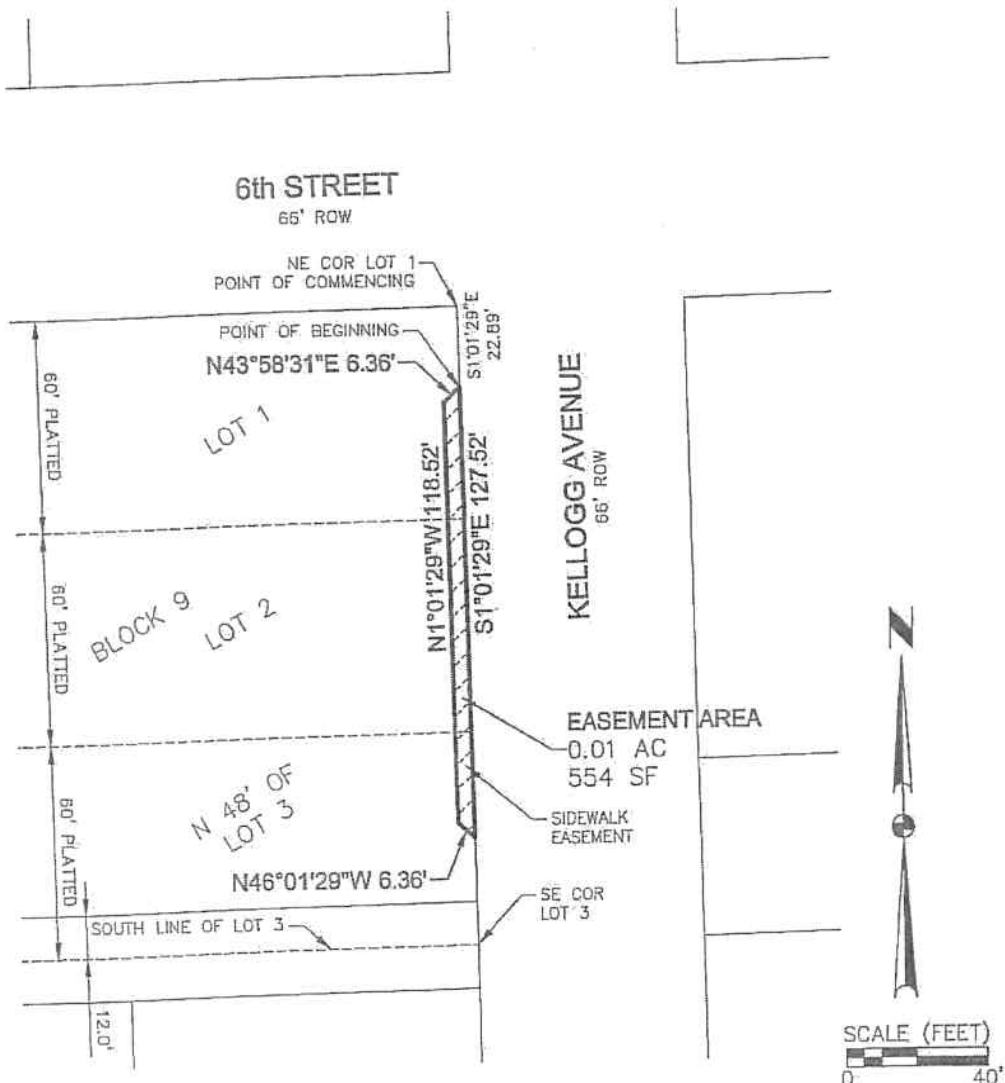 6th STREET
66' ROW
NE COR LOT 1
POINT OF COMMENCING
S1°01'29"E
22.89'
POINT OF BEGINNING
N43°58'31"E 6.36'
60' PLATTED
LOT 1
N1°01'29"W 118.52'
S1°01'29"E 127.52'
KELLOGG AVENUE
66' ROW
60' PLATTED
BLOCK 9
LOT 2
N
EASEMENT AREA
0.01 AC
554 SF
SIDEWALK
EASEMENT
60' PLATTED
N 48' OF
LOT 3
N46°01'29"W 6.36'
SE COR
LOT 3
SOUTH LINE OF LOT 3
12.0'
SCALE (FEET)
0 40'